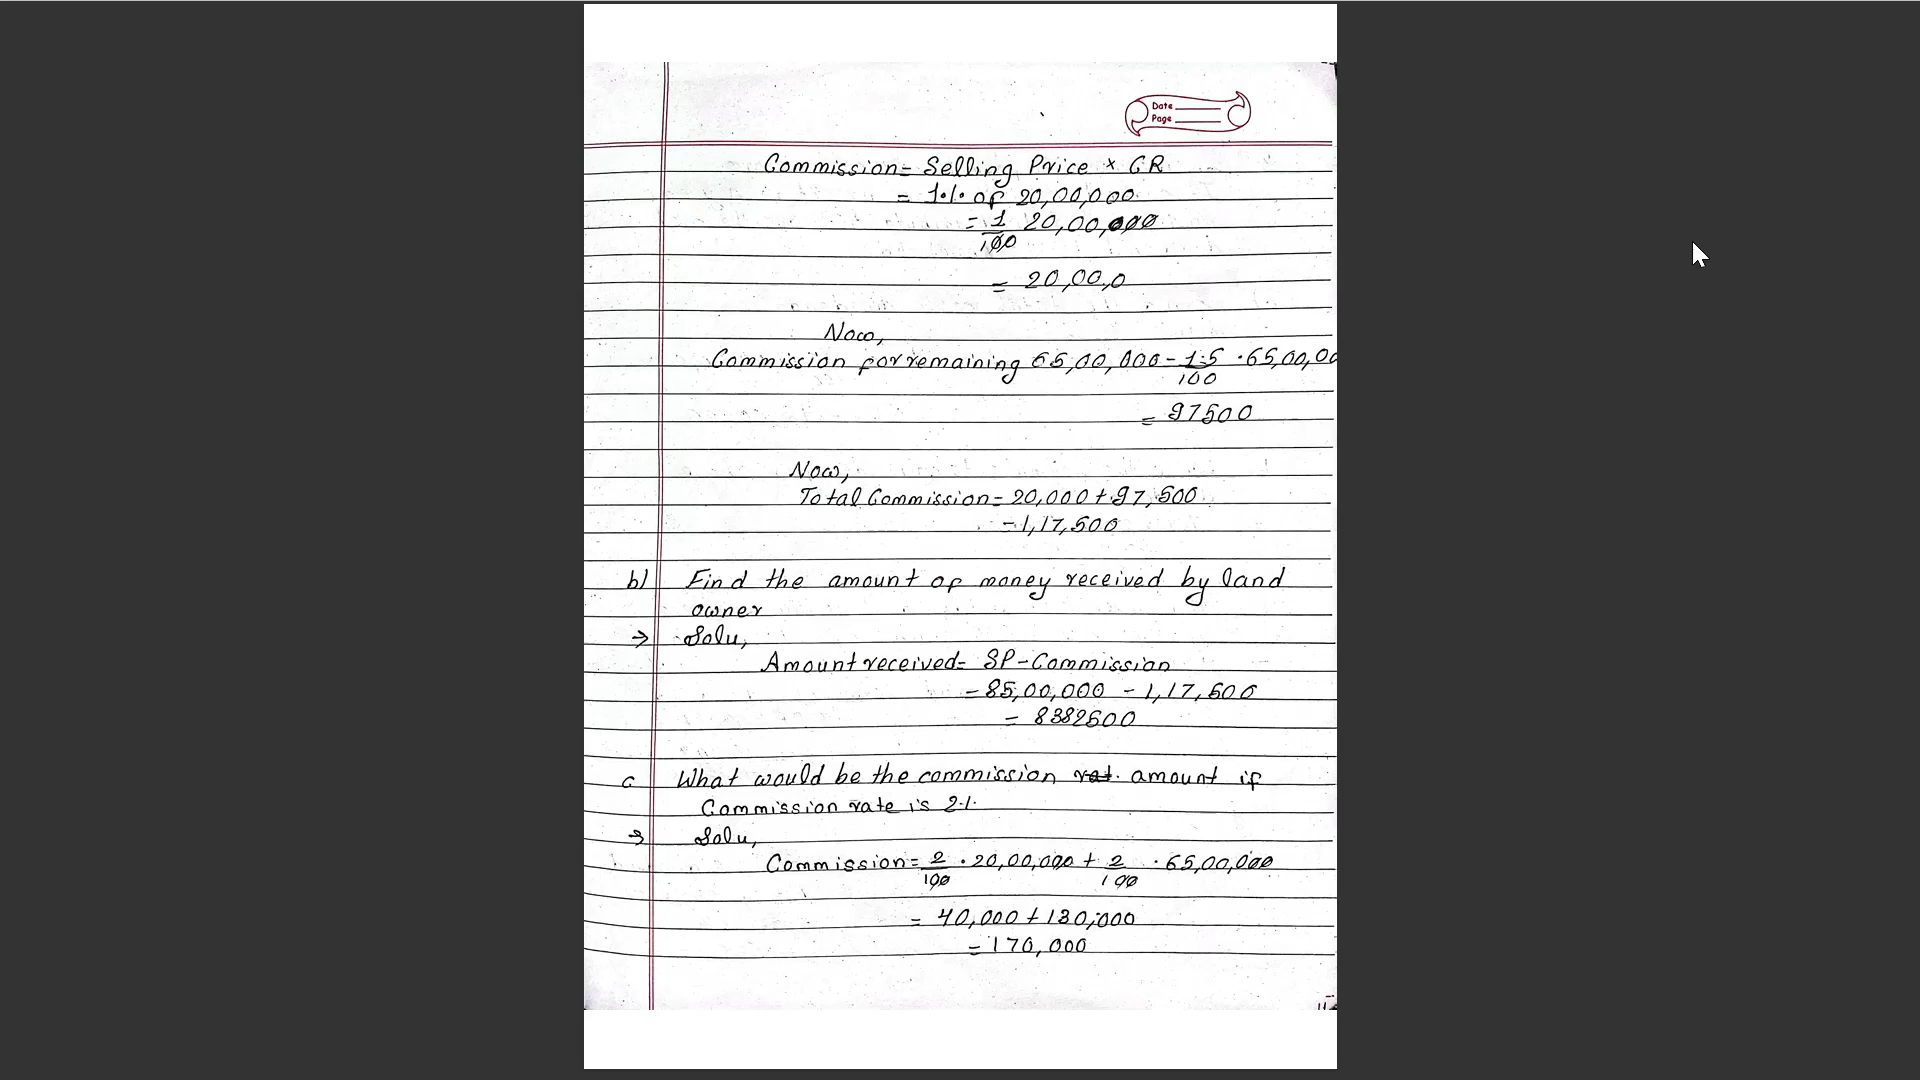 Date
Page
Commission = Selling Price × CR
= 1% of 20,00,000
= 1/100 20,00,000
= 20,00,0
Now,
Commission for remaining 65,00,000 = 1.5/100 · 65,00,00
= 97500
Now,
Total Commission = 20,000 + 97,500
= 1,17,500
b) Find the amount of money received by land
owner
→ Solu,
Amount received = SP - Commission
= 85,00,000 - 1,17,500
= 8382500
c What would be the commission rat. amount if
Commission rate is 2%.
→ Solu,
Commission = 2/100 · 20,00,000 + 2/100 · 65,00,000
= 40,000 + 130,000
= 170,000